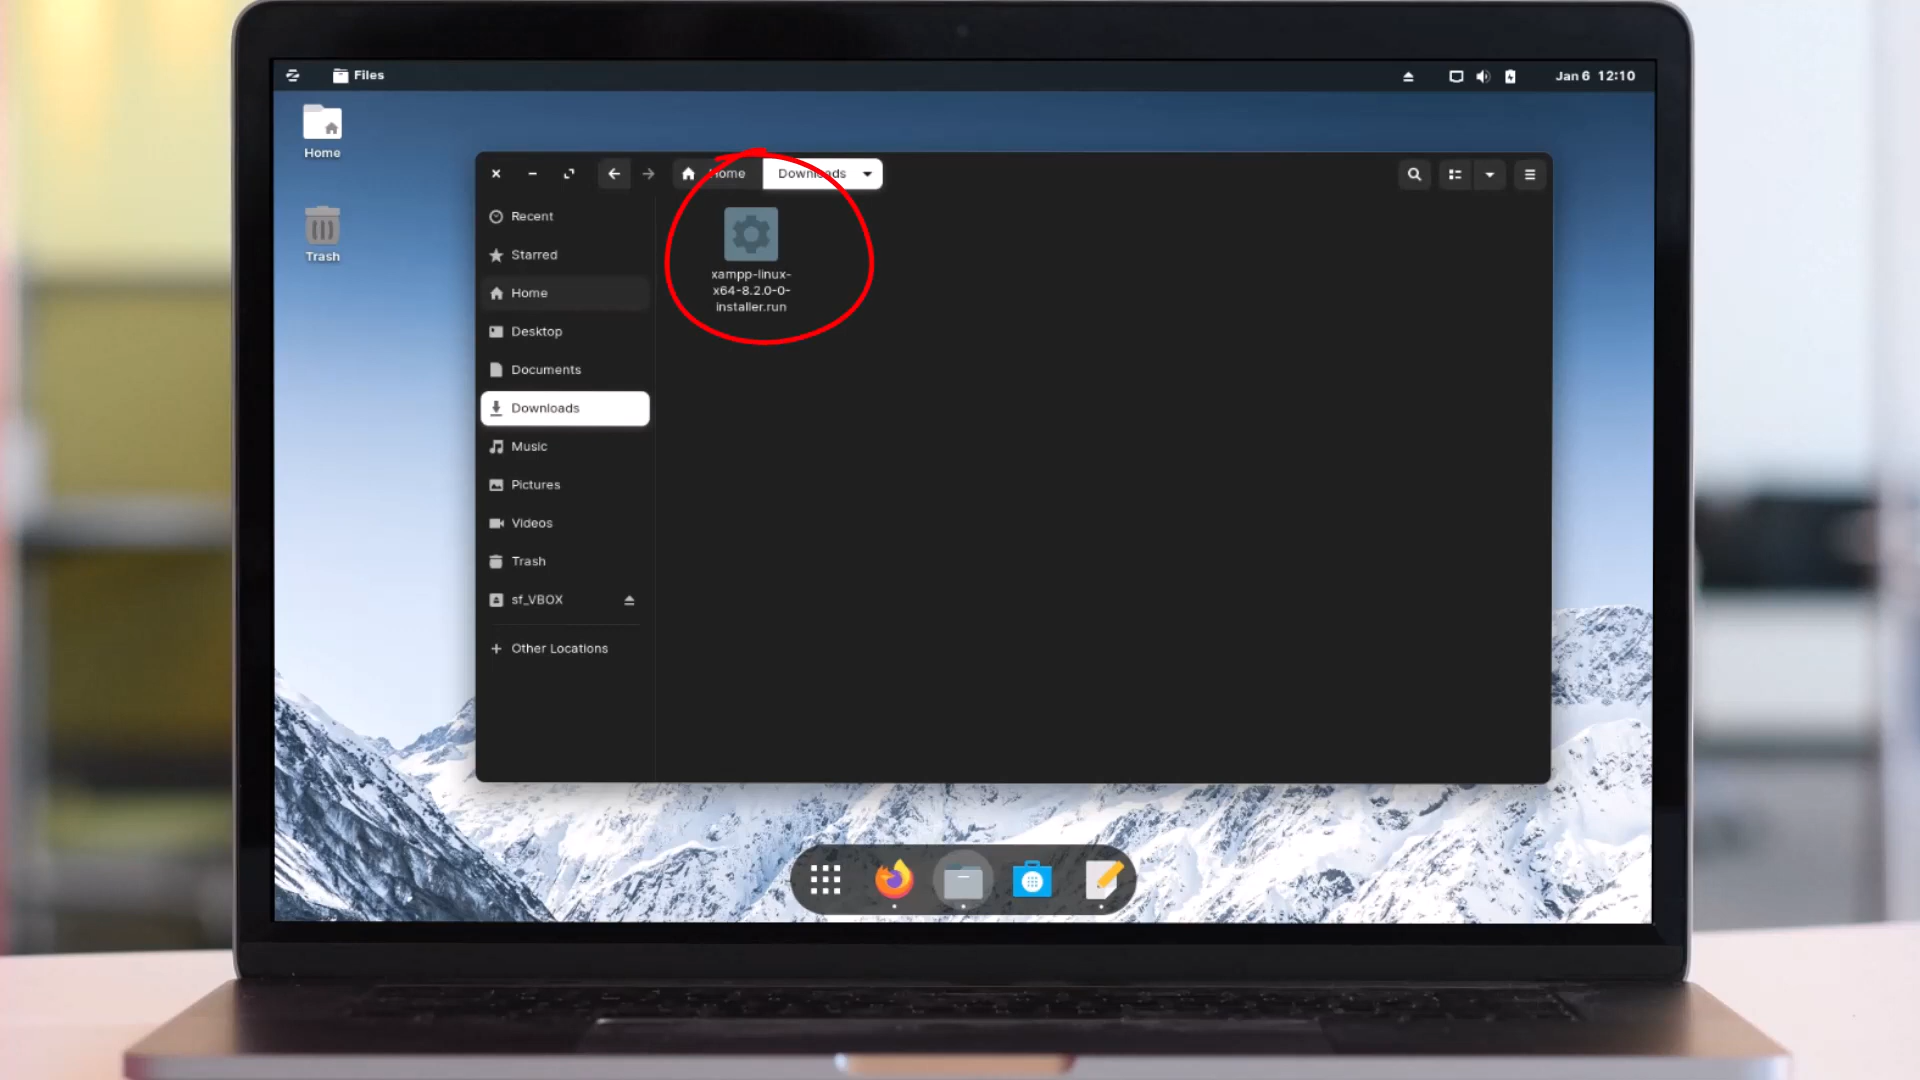 Files
Jan 6 12:10
Home
Trash
Home
Downloads
Recent
Starred
Home
Desktop
Documents
Downloads
Music
Pictures
Videos
Trash
sf_VBOX
Other Locations
xampp-linux-
x64-8.2.0-0-
installer.run